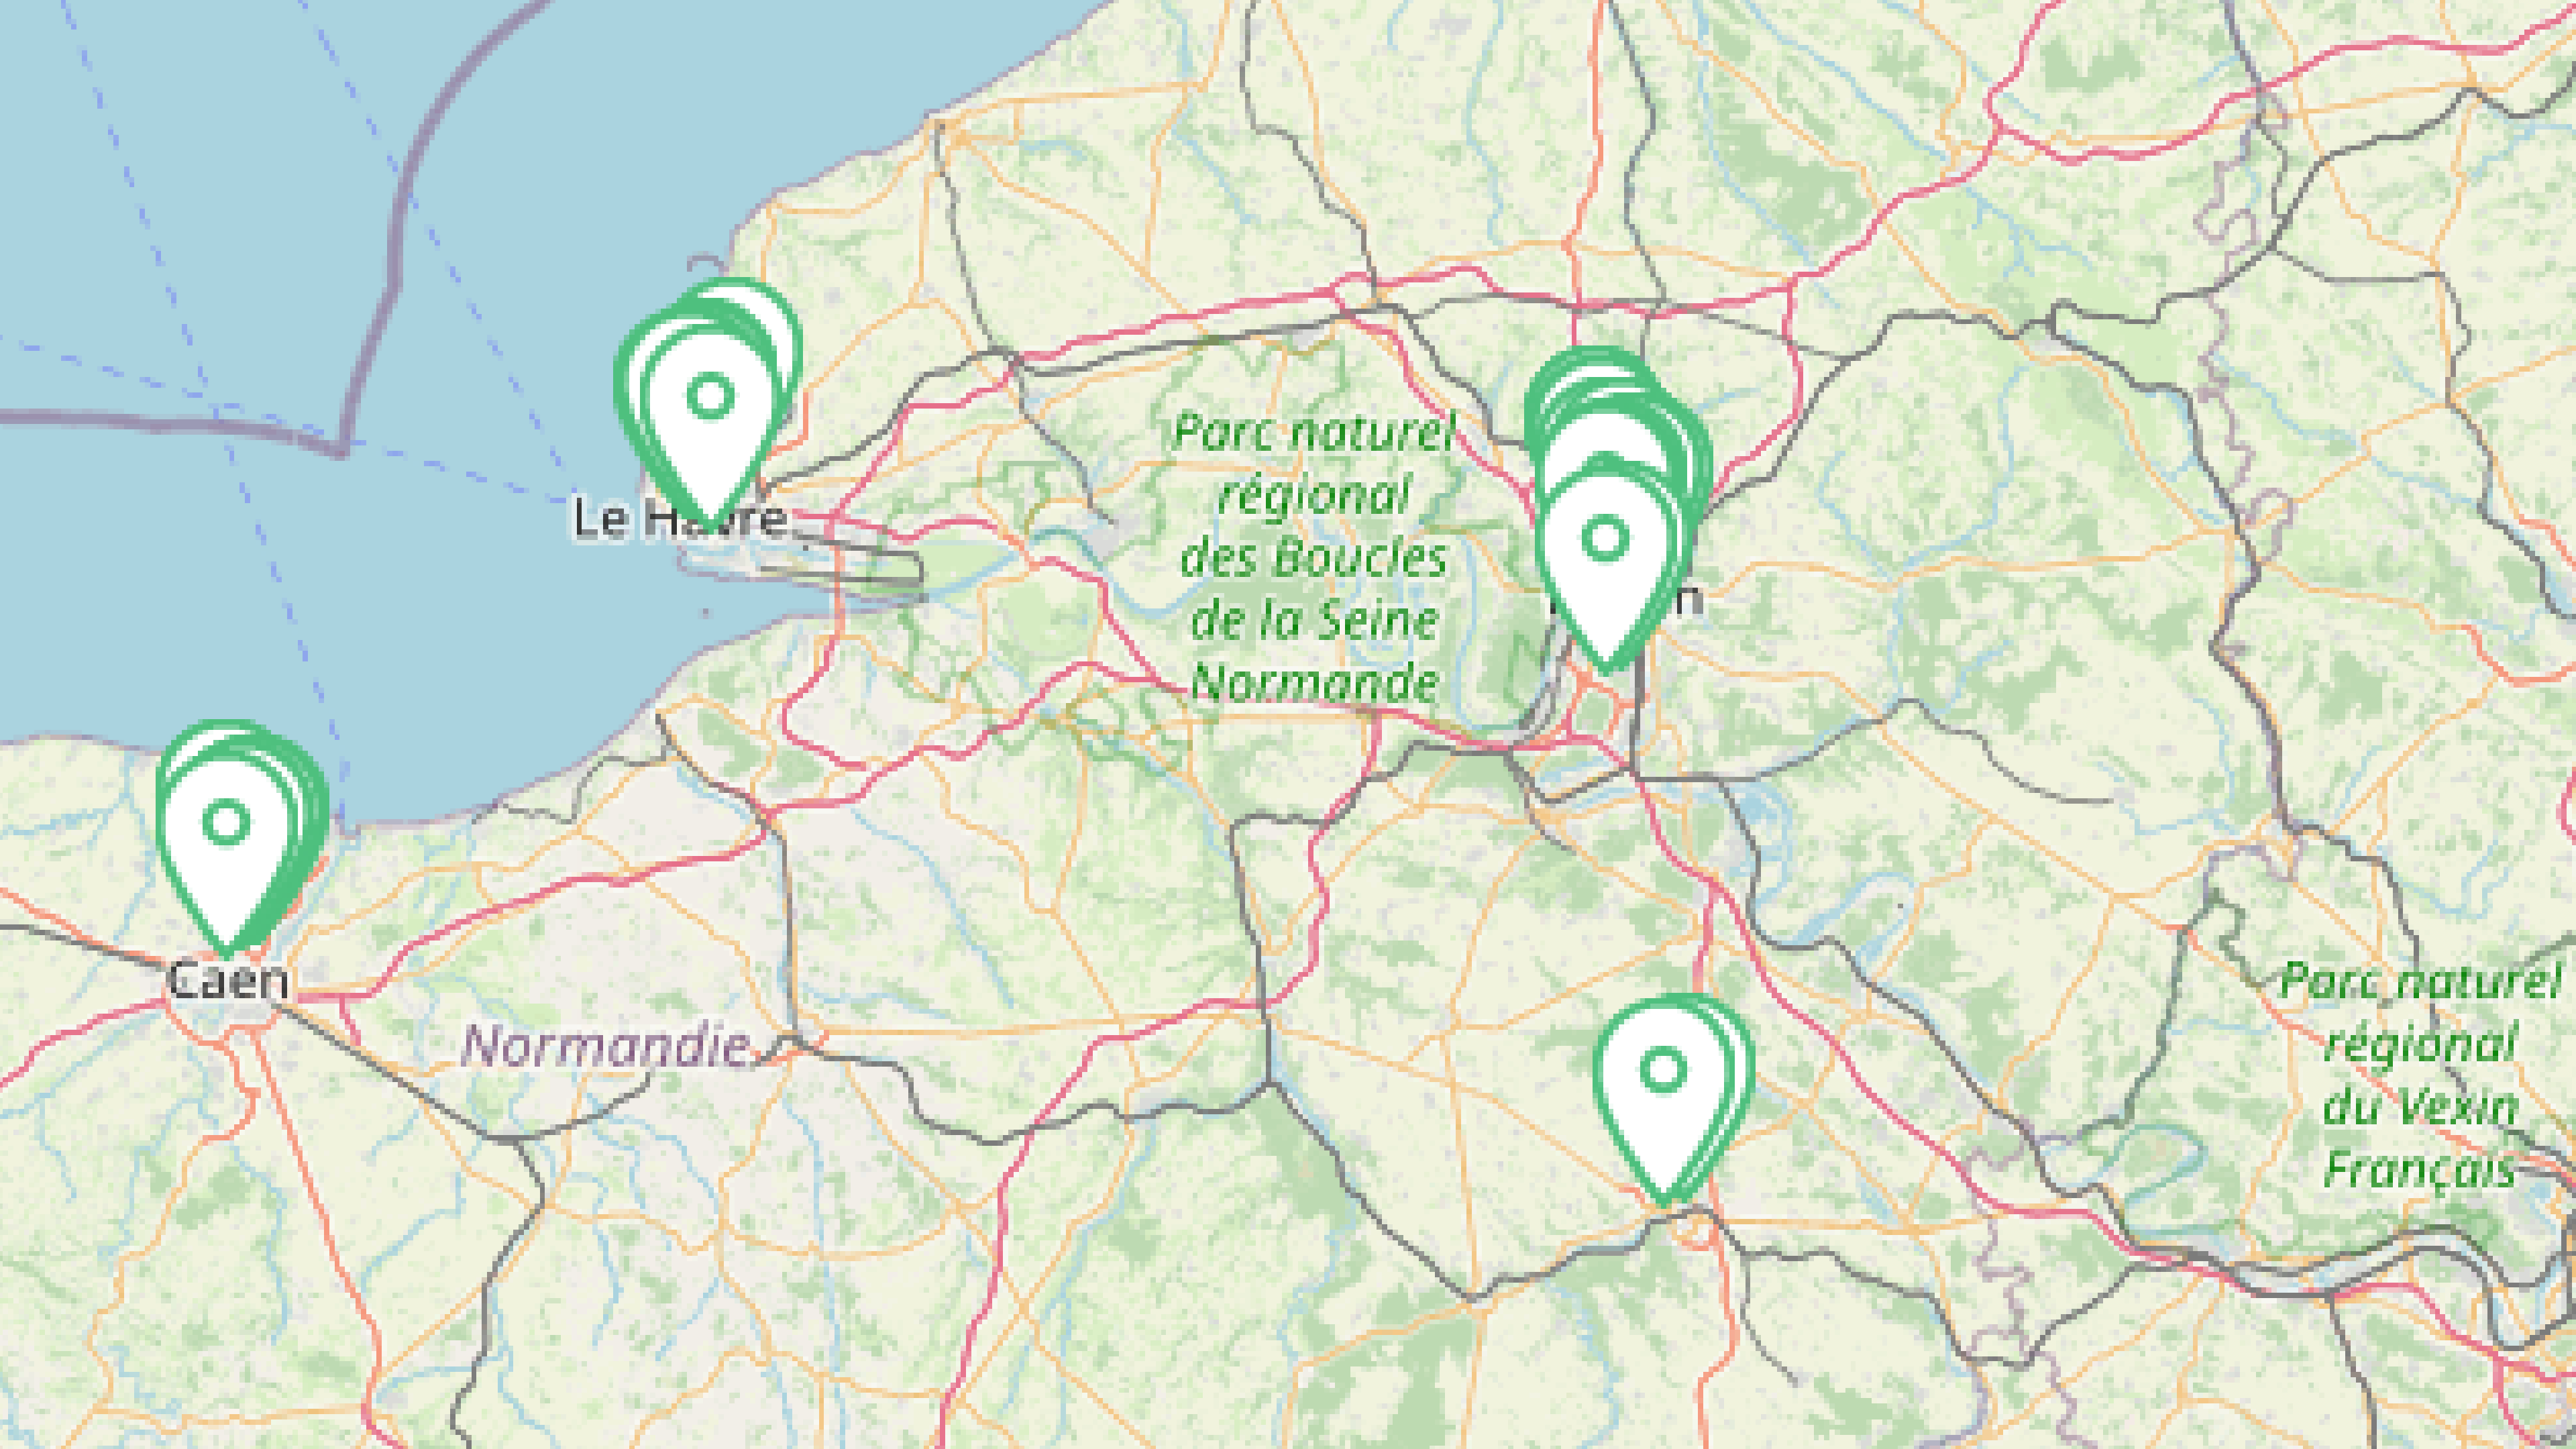 Parc naturel
régional
des Boucles
de la Seine
Normande
Caen
Normandie
Parc naturel
régional
du Vexin
Français
Le Havre